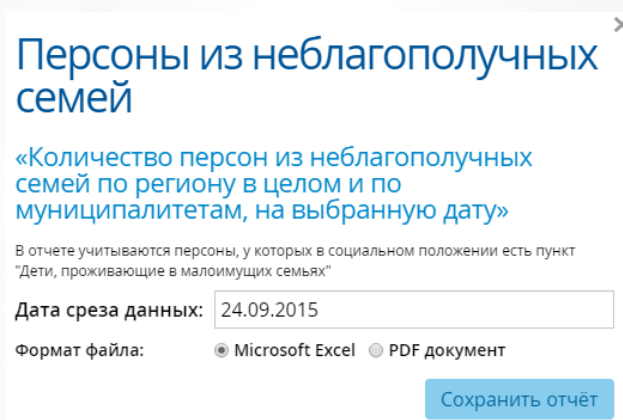 Персоны из неблагополучных
семей
«Количество персон из неблагополучных
семей по региону в целом и по
муниципалитетам, на выбранную дату»
В отчете учитываются персоны, у которых в социальном положении есть пункт
"Дети, проживающие в малоимущих семьях"
Дата среза данных: 24.09.2015
Формат файла: Microsoft Excel PDF документ
Сохранить отчёт